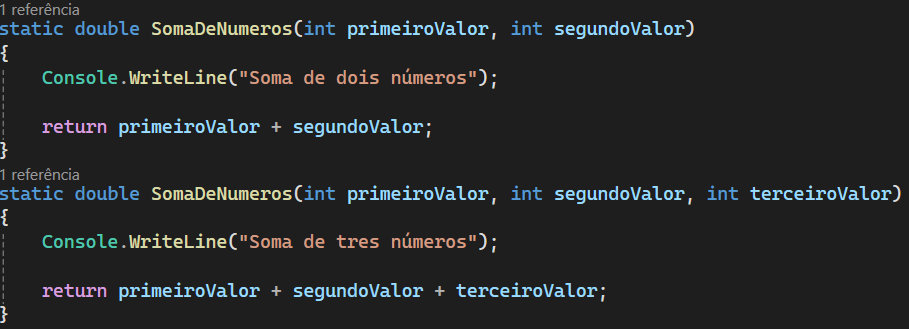 1 referência
static double SomaDeNumeros(int primeiroValor, int segundoValor)
{
Console.WriteLine("Soma de dois números");
return primeiroValor + segundoValor;
}
1 referência
static double SomaDeNumeros(int primeiroValor, int segundoValor, int terceiroValor)
{
Console.WriteLine("Soma de tres números");
return primeiroValor + segundoValor + terceiroValor;
}